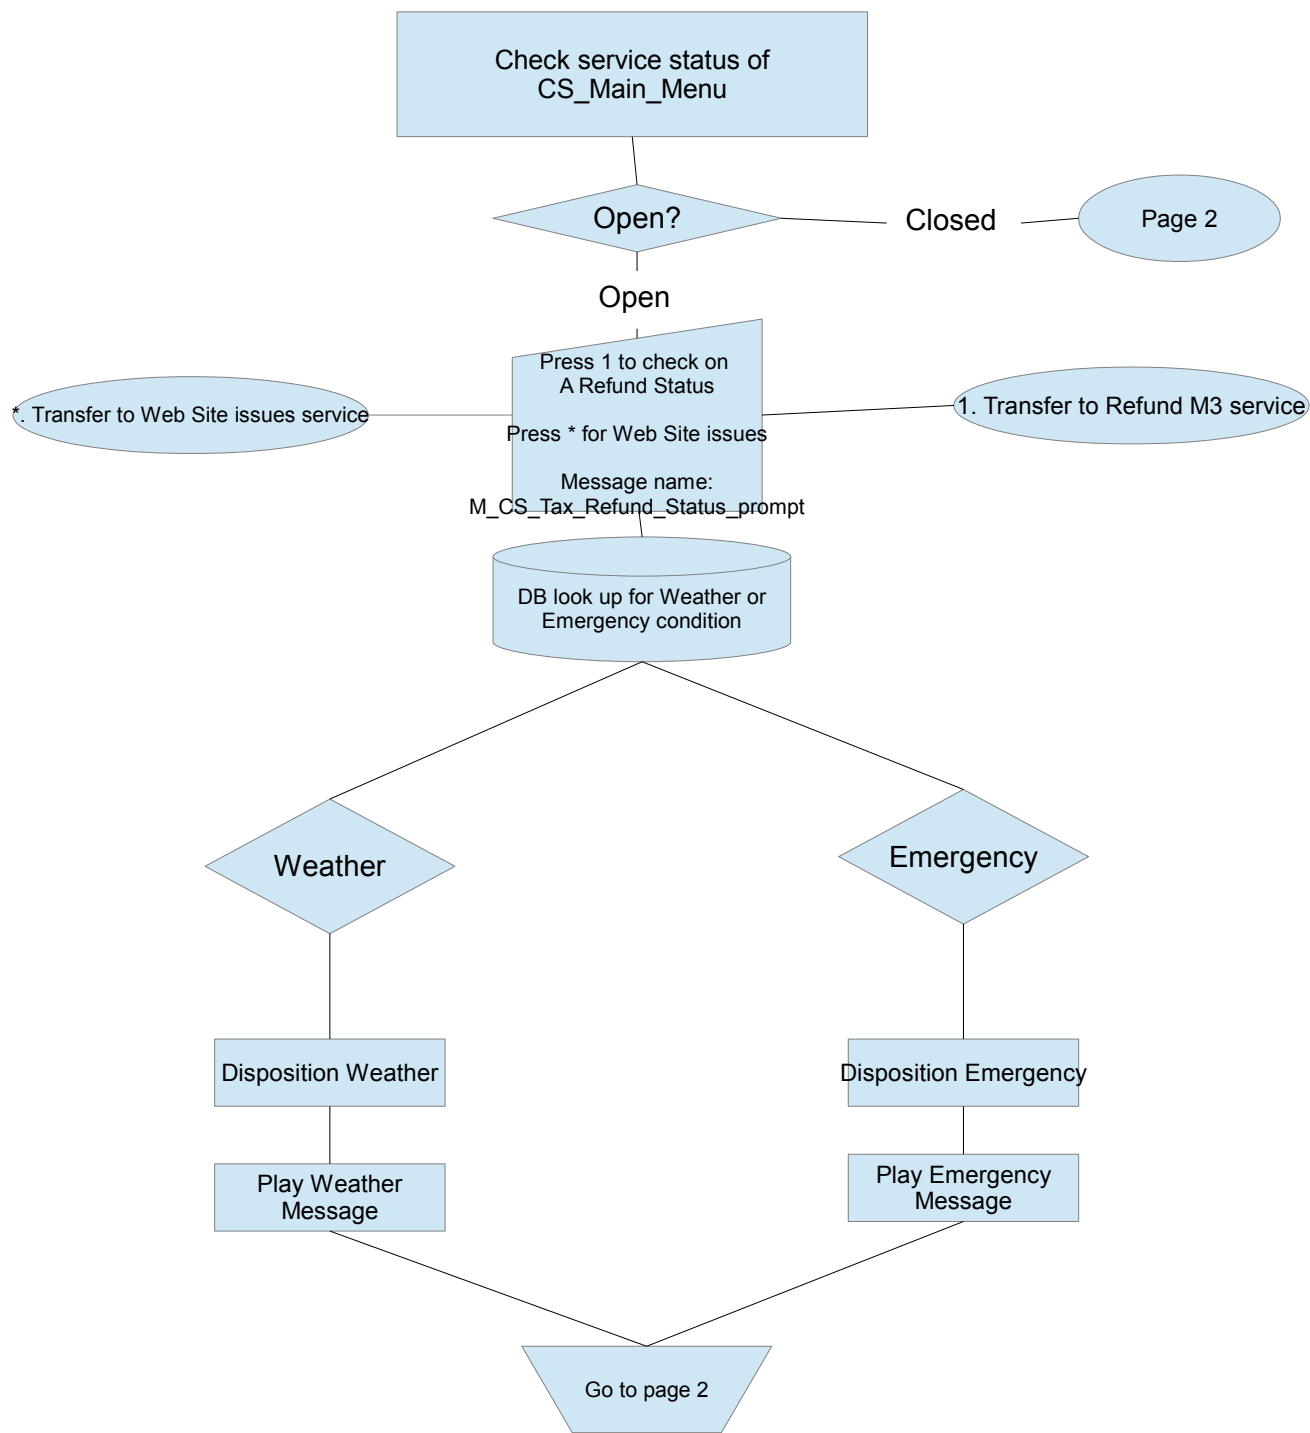 Check service status of
CS_Main_Menu
Open?
Closed
Page 2
Open
Press 1 to check on
A Refund Status
Press * for Web Site issues
Message name:
M_CS_Tax_Refund_Status_prompt
*. Transfer to Web Site issues service
1. Transfer to Refund M3 service
DB look up for Weather or
Emergency condition
Weather
Emergency
Disposition Weather
Disposition Emergency
Play Weather
Message
Play Emergency
Message
Go to page 2